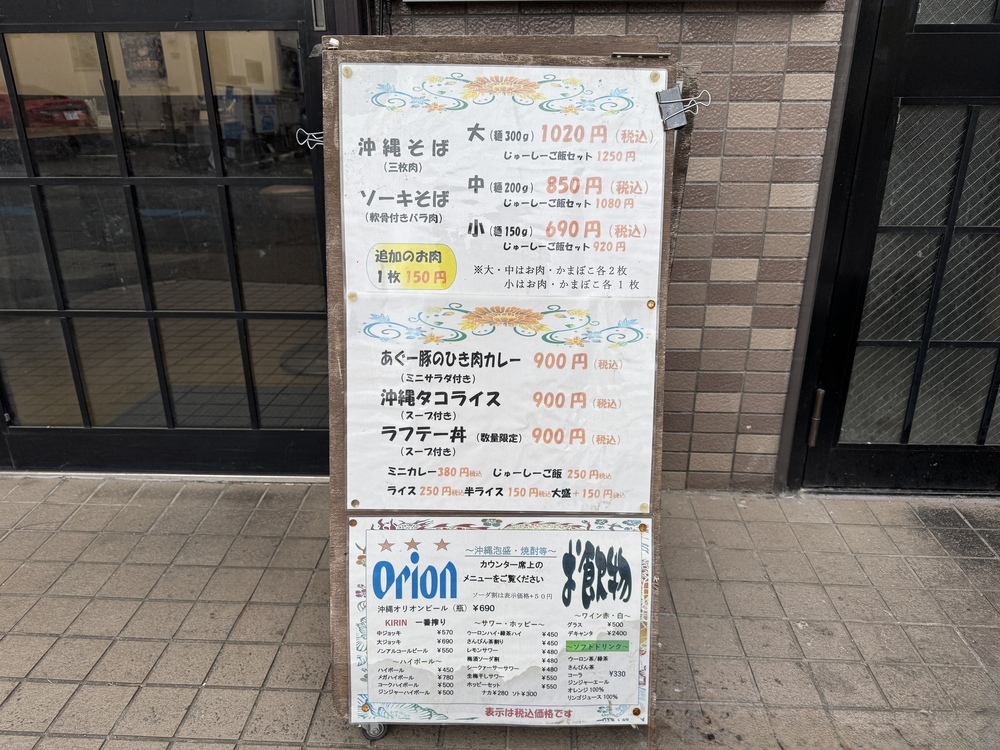 沖縄そば
(三枚肉)
ソーキそば
(軟骨付きバラ肉)
追加のお肉
1枚150円
大(麺300g) 1020円(税込)
じゅーしーご飯セット 1250円
中(麺200g) 850円(税込)
じゅーしーご飯セット 1080円
小(麺150g) 690円(税込)
じゅーしーご飯セット 920円
※大・中はお肉・かまぼこ各2枚
小はお肉・かまぼこ各1枚
あぐー豚のひき肉カレー 900円(税込)
(ミニサラダ付き)
沖縄タコライス 900円(税込)
(スープ付き)
ラフテー丼(数量限定) 900円(税込)
(スープ付き)
ミニカレー380円税込 じゅーしーご飯 250円税込
ライス250円税込半ライス150円税込大盛+150円税込
Orion
～沖縄泡盛・焼酎等～
カウンター席上の
メニューをご覧ください
ソーダ割は表示価格+50円
お飲物
沖縄オリオンビール(瓶) ¥690
KIRIN 一番搾り
中ジョッキ ¥570
大ジョッキ ¥690
ノンアルコールビール ¥550
～ハイボール～
ハイボール ¥450
メガハイボール ¥780
コークハイボール ¥500
ジンジャーハイボール ¥500
～サワー・ホッピー～
ウーロンハイ・緑茶ハイ ¥450
さんぴん茶割り ¥450
レモンサワー ¥480
梅酒ソーダ割 ¥480
シークァーサーサワー ¥480
生梅干しサワー ¥550
ホッピーセット ¥550
ナカ¥280 ソト¥300
～ワイン赤・白～
グラス ¥500
デキャンタ ¥2400
～ソフトドリンク～
ウーロン茶/緑茶
さんぴん茶
コーラ ¥330
ジンジャーエール
オレンジ100%
リンゴジュース100%
表示は税込価格です